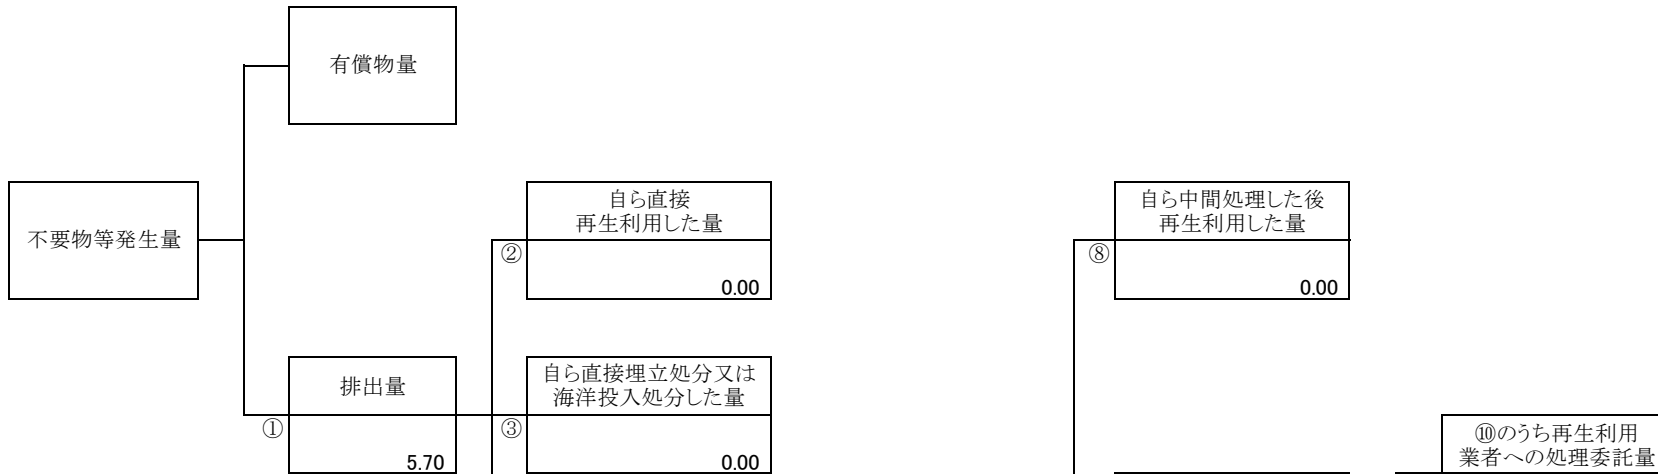 有償物量
不要物等発生量
自ら直接
再生利用した量
②
0.00
自ら中間処理した後
再生利用した量
⑧
0.00
排出量
①
5.70
自ら直接埋立処分又は
海洋投入処分した量
③
0.00
⑩のうち再生利用
業者への処理委託量